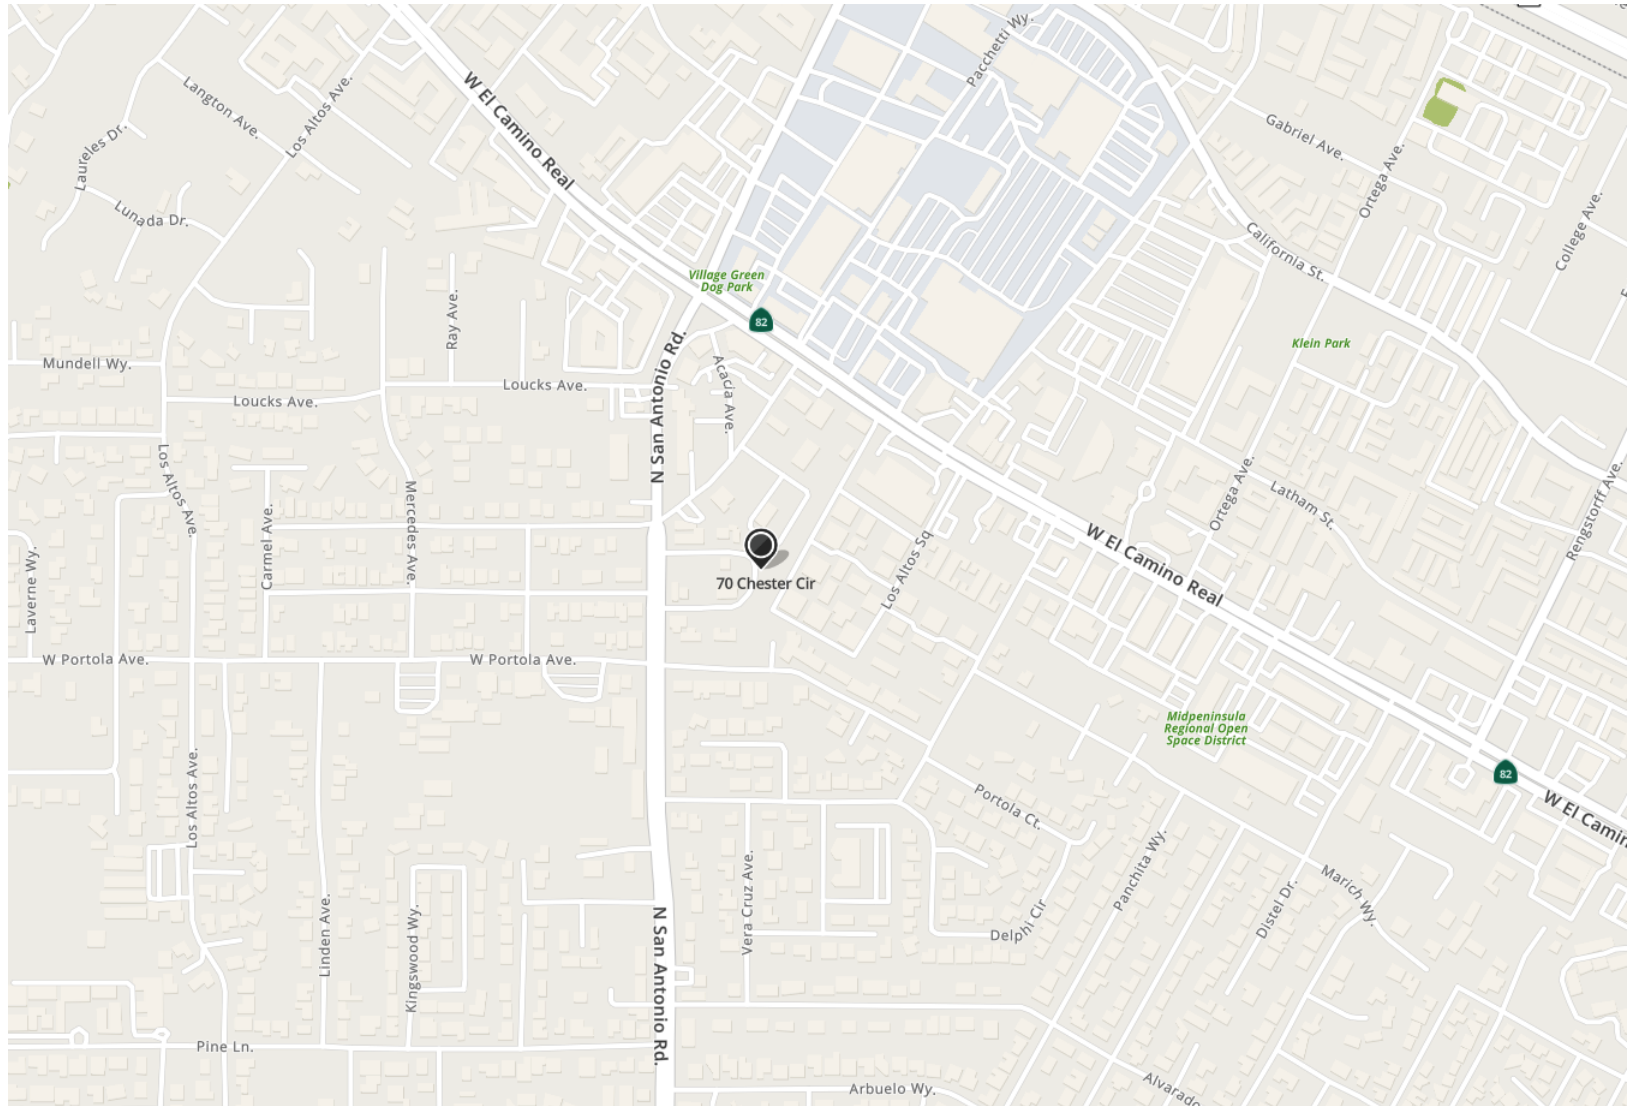 Pacchetti Wy.
W El Camino Real
Langton Ave.
Los Altos Ave.
Laureles Dr.
Lunada Dr.
Gabriel Ave.
Ortega Ave.
College Ave.
California St.
Village Green
Dog Park
82
Ray Ave.
N San Antonio Rd.
Acacia Ave.
Klein Park
Mundell Wy.
Loucks Ave.
Loucks Ave.
Los Altos Ave.
Mercedes Ave.
Carmel Ave.
Laverne Wy.
Ortega Ave.
Latham St.
Rengstorff Ave.
W El Camino Real
Los Altos Sq
70 Chester Cir
W Portola Ave.
W Portola Ave.
Midpeninsula
Regional Open
Space District
82
W El Camin
Los Altos Ave.
Portola Ct.
Panchita Wy.
Marich Wy.
Distel Dr.
Vera Cruz Ave.
Delphi Cir
Linden Ave.
Kingswood Wy.
N San Antonio Rd.
Pine Ln.
Arbuelo Wy.
Alvarado